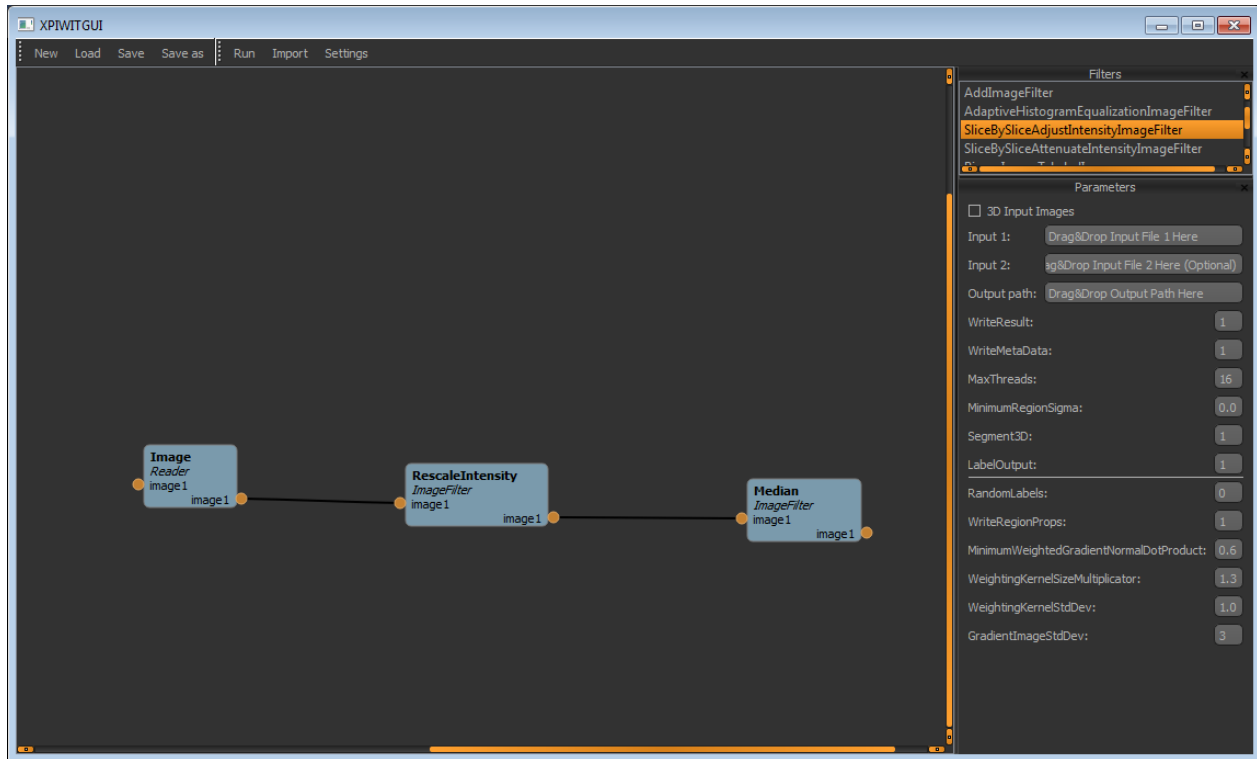 XPIWITGUI
New Load Save Save as Run Import Settings
Image
Reader
image1
image1
RescaleIntensity
ImageFilter
image1
image1
Median
ImageFilter
image1
image1
Filters
AddImageFilter
AdaptiveHistogramEqualizationImageFilter
SliceBySliceAdjustIntensityImageFilter
SliceBySliceAttenuateIntensityImageFilter
Parameters
3D Input Images
Input 1: Drag&Drop Input File 1 Here
Input 2: ag&Drop Input File 2 Here (Optional)
Output path: Drag&Drop Output Path Here
WriteResult: 1
WriteMetaData: 1
MaxThreads: 16
MinimumRegionSigma: 0.0
Segment3D: 1
LabelOutput: 1
RandomLabels: 0
WriteRegionProps: 1
MinimumWeightedGradientNormalDotProduct: 0.6
WeightingKernelSizeMultiplicator: 1.3
WeightingKernelStdDev: 1.0
GradientImageStdDev: 3